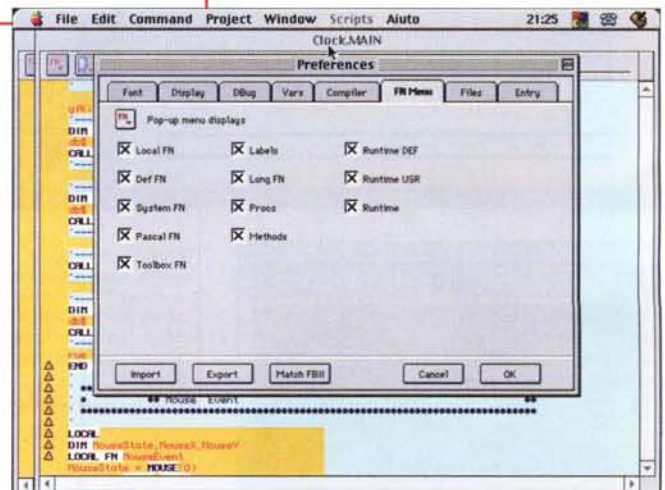 File Edit Command Project Window Scripts Aiuto 21:25
Clock.MAIN
Preferences
Font Display DBug Vars Compiler FN Menu Files Entry
Pop-up menu displays
Local FN Labels Runtime DEF
Def FN Long FN Runtime USR
System FN Procs Runtime
Pascal FN Methods
Toolbox FN
Import Export Match FBII Cancel OK
DIM
CALL
DIM
CALL
CALL
DIM
CALL
END
** Mouse Event **
LOCAL
DIM MouseState,MouseX,MouseY
LOCAL FN MouseEvent
MouseState = MOUSE(0)